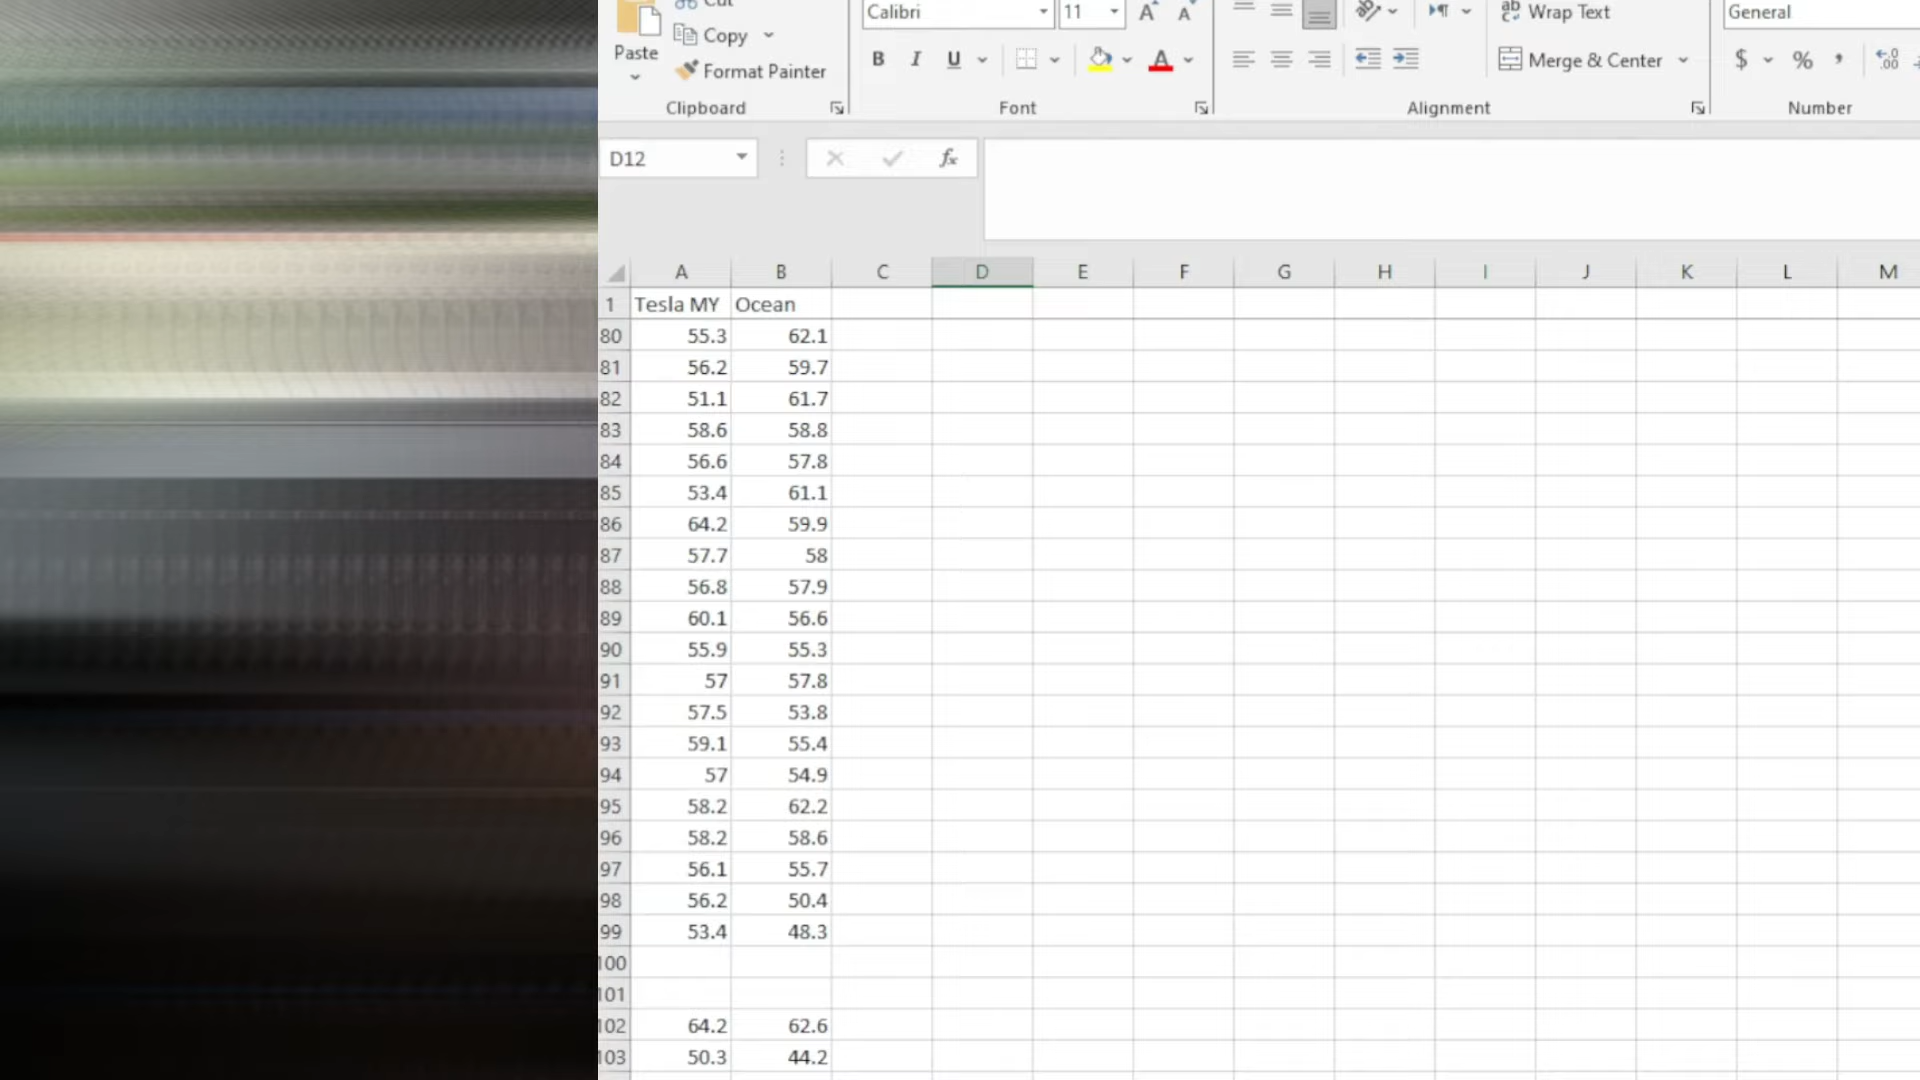 Cut
Paste
Copy
Format Painter
Clipboard
Calibri 11 A A
B I U A
Font
Wrap Text
Merge & Center
Alignment
General
$ % , .00
Number
D12 fx
A B C D E F G H I J K L M
1 Tesla MY Ocean
80 55.3 62.1
81 56.2 59.7
82 51.1 61.7
83 58.6 58.8
84 56.6 57.8
85 53.4 61.1
86 64.2 59.9
87 57.7 58
88 56.8 57.9
89 60.1 56.6
90 55.9 55.3
91 57 57.8
92 57.5 53.8
93 59.1 55.4
94 57 54.9
95 58.2 62.2
96 58.2 58.6
97 56.1 55.7
98 56.2 50.4
99 53.4 48.3
100
101
102 64.2 62.6
103 50.3 44.2